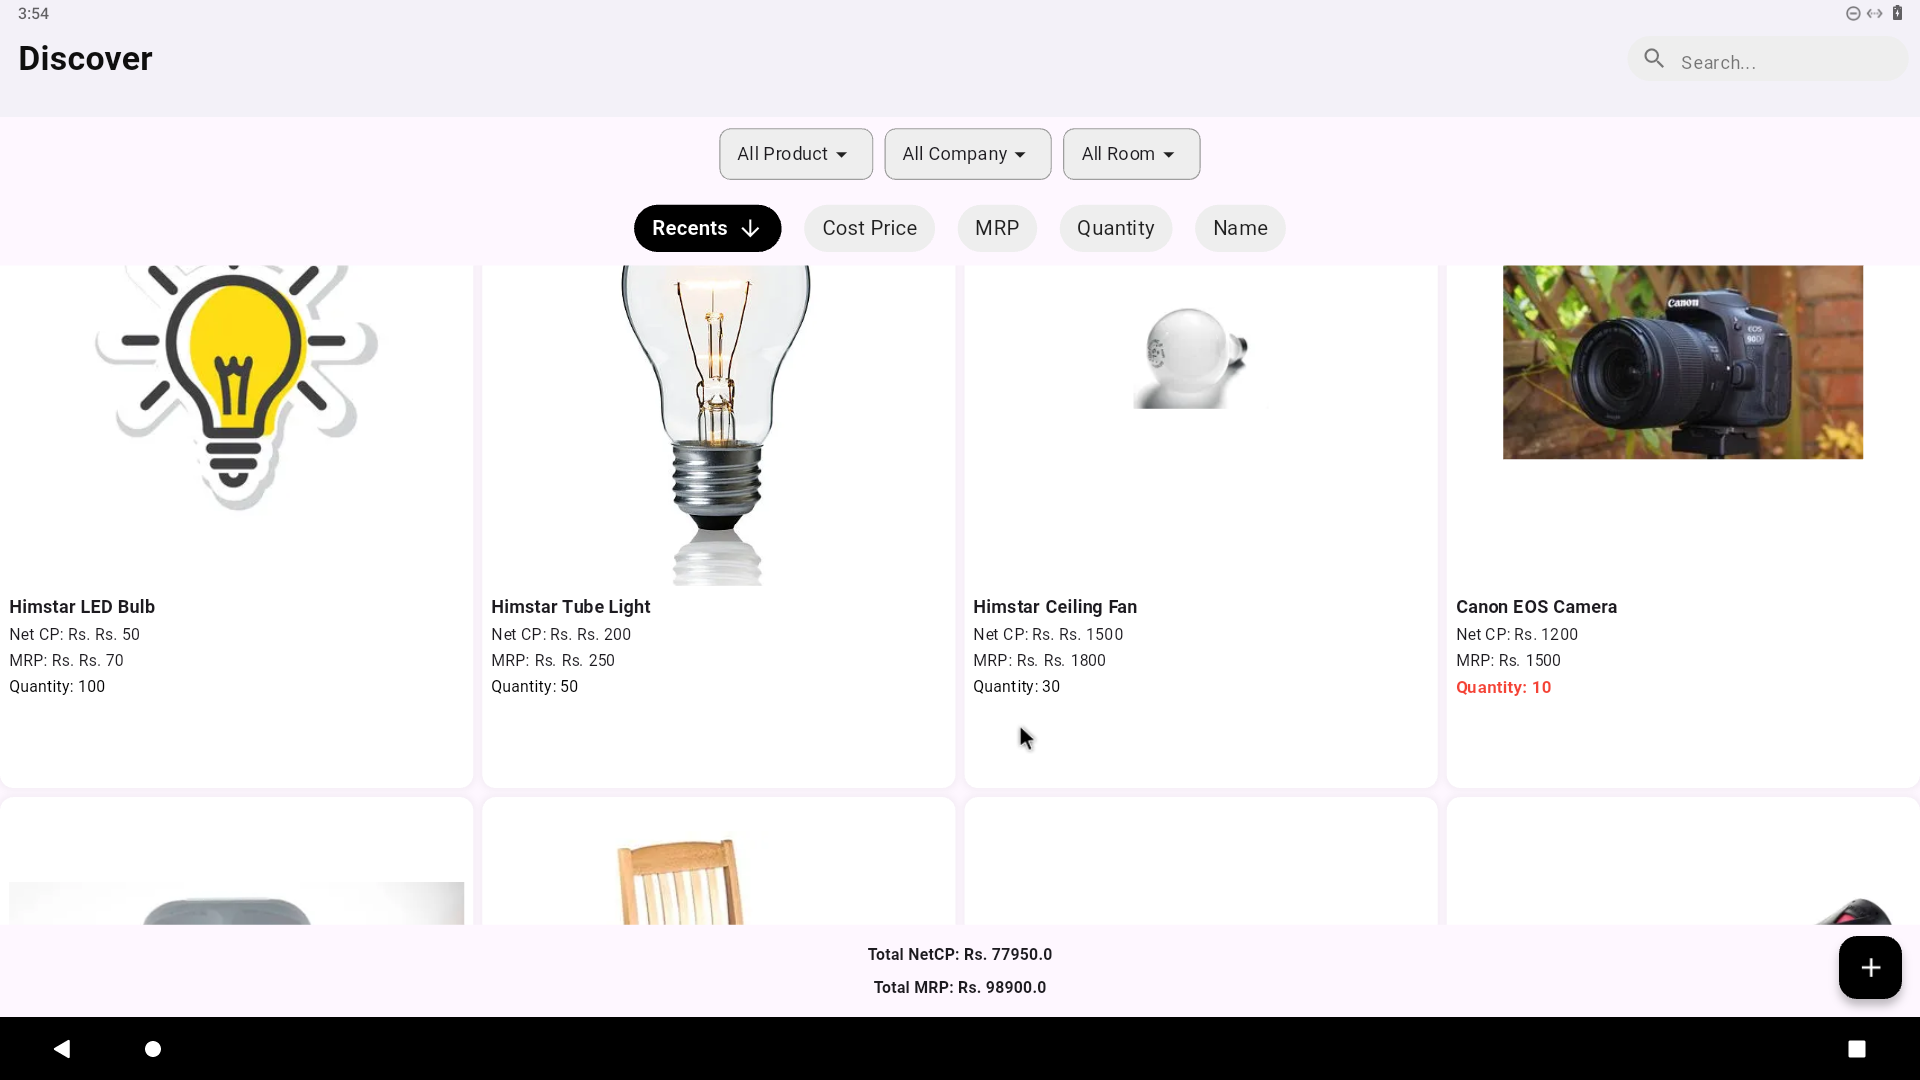 3:54
Discover
Search...
All Product
All Company
All Room
Recents
Cost Price
MRP
Quantity
Name
Canon
EOS
90D
Himstar LED Bulb
Net CP: Rs. Rs. 50
MRP: Rs. Rs. 70
Quantity: 100
Himstar Tube Light
Net CP: Rs. Rs. 200
MRP: Rs. Rs. 250
Quantity: 50
Himstar Ceiling Fan
Net CP: Rs. Rs. 1500
MRP: Rs. Rs. 1800
Quantity: 30
Canon EOS Camera
Net CP: Rs. 1200
MRP: Rs. 1500
Quantity: 10
Total NetCP: Rs. 77950.0
Total MRP: Rs. 98900.0